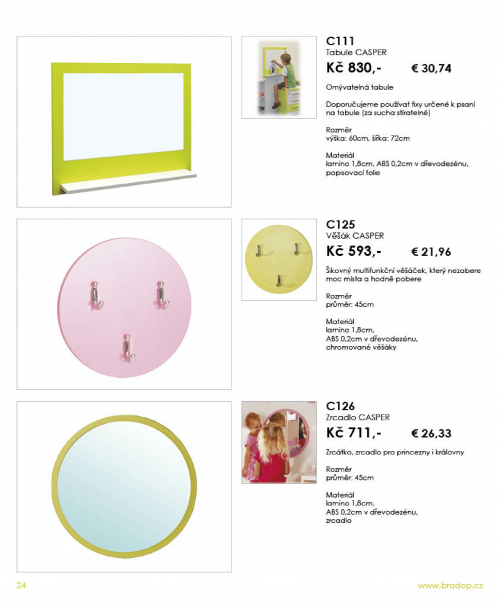 C111
Tabule CASPER
Kč 830,- € 30,74
Omývatelná tabule
Doporučujeme používat fixy určené k psaní
na tabule (za sucha stíratelné)
Rozměr
výška: 60cm, šířka: 72cm
Materiál
lamino 1,8cm, ABS 0,2cm v dřevodezénu,
popisovací folie
C125
Věšák CASPER
Kč 593,- € 21,96
Šikovný multifunkční věšáček, který nezabere
moc místa a hodně pobere
Rozměr
průměr: 45cm
Materiál
lamino 1,8cm,
ABS 0,2cm v dřevodezénu,
chromované věšáky
C126
Zrcadlo CASPER
Kč 711,- € 26,33
Zrcátko, zrcadlo pro princezny i královny
Rozměr
průměr: 45cm
Materiál
lamino 1,8cm,
ABS 0,2cm v dřevodezénu,
zrcadlo
24 www.bradop.cz